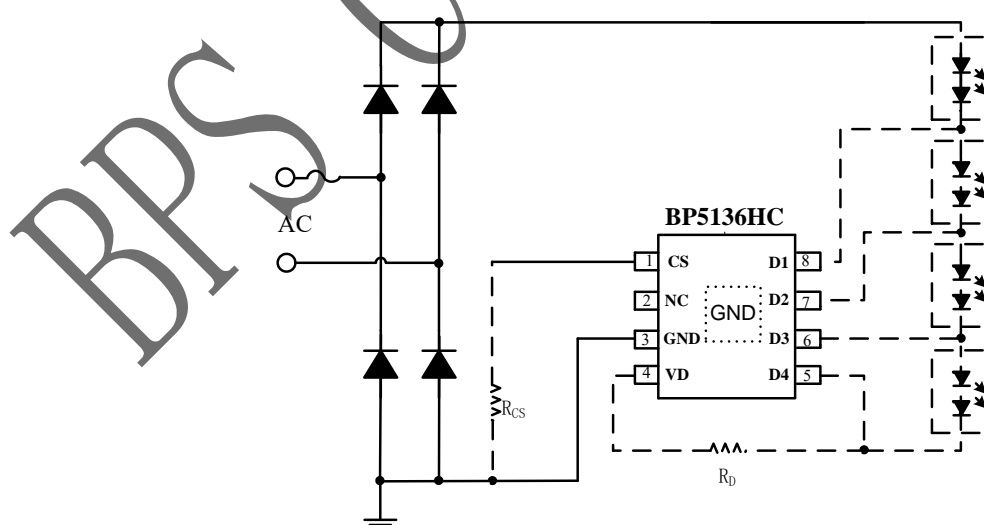 BPS
AC
BP5136HC
1 CS
D1 8
2 NC
D2 7
GND
3 GND
D3 6
4 VD
D4 5
RCS
RD